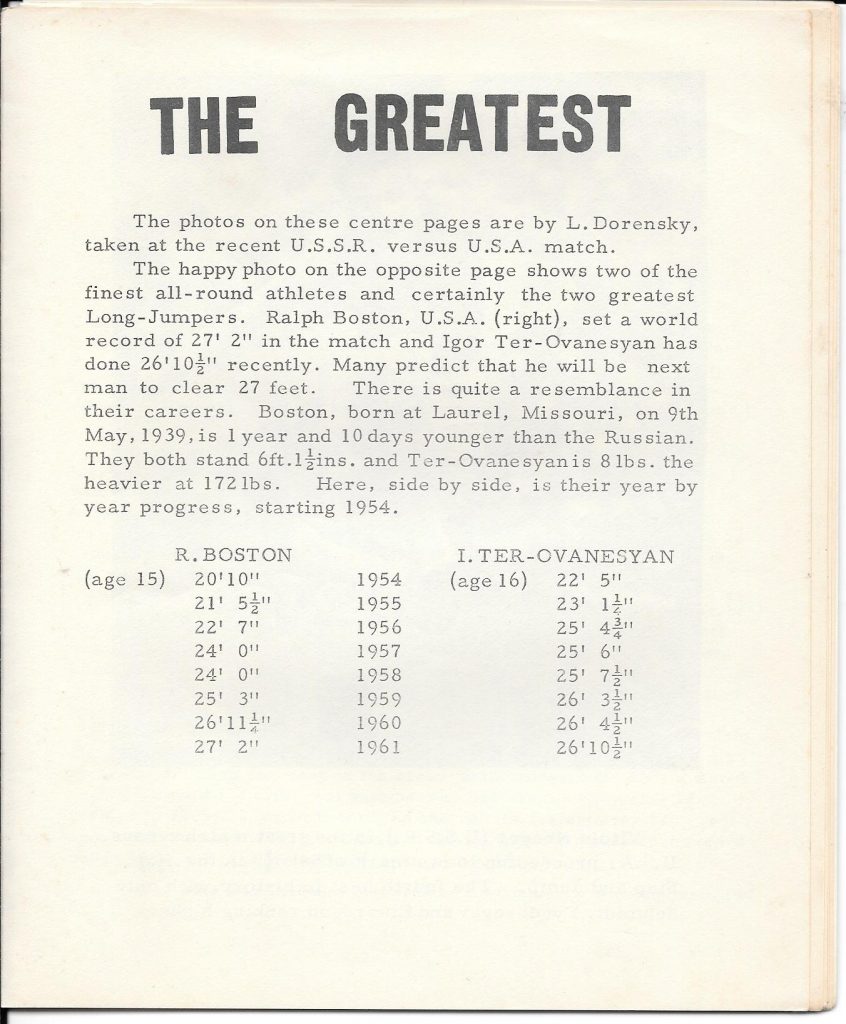 THE GREATEST
The photos on these centre pages are by L. Dorensky,
taken at the recent U.S.S.R. versus U.S.A. match.
The happy photo on the opposite page shows two of the
finest all-round athletes and certainly the two greatest
Long-Jumpers. Ralph Boston, U.S.A. (right), set a world
record of 27' 2" in the match and Igor Ter-Ovanesyan has
done 26'10½" recently. Many predict that he will be next
man to clear 27 feet. There is quite a resemblance in
their careers. Boston, born at Laurel, Missouri, on 9th
May, 1939, is 1 year and 10 days younger than the Russian.
They both stand 6ft.1½ins. and Ter-Ovanesyan is 8 lbs. the
heavier at 172 lbs. Here, side by side, is their year by
year progress, starting 1954.
R. BOSTON I. TER-OVANESYAN
(age 15) 20'10" 1954 (age 16) 22' 5"
21' 5½" 1955 23' 1¼"
22' 7" 1956 25' 4¾"
24' 0" 1957 25' 6"
24' 0" 1958 25' 7½"
25' 3" 1959 26' 3½"
26'11¼" 1960 26' 4½"
27' 2" 1961 26'10½"